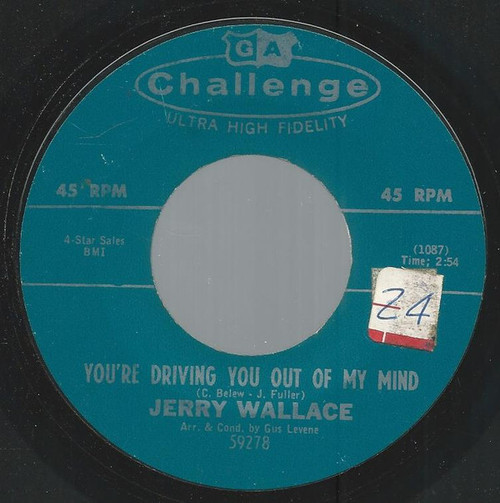 GA
Challenge
ULTRA HIGH FIDELITY
45 RPM
45 RPM
4-Star Sales
BMI
(1087)
Time: 2:54
24
YOU'RE DRIVING YOU OUT OF MY MIND
(C. Belew - J. Fuller)
JERRY WALLACE
Arr. & Cond. by Gus Levene
59278